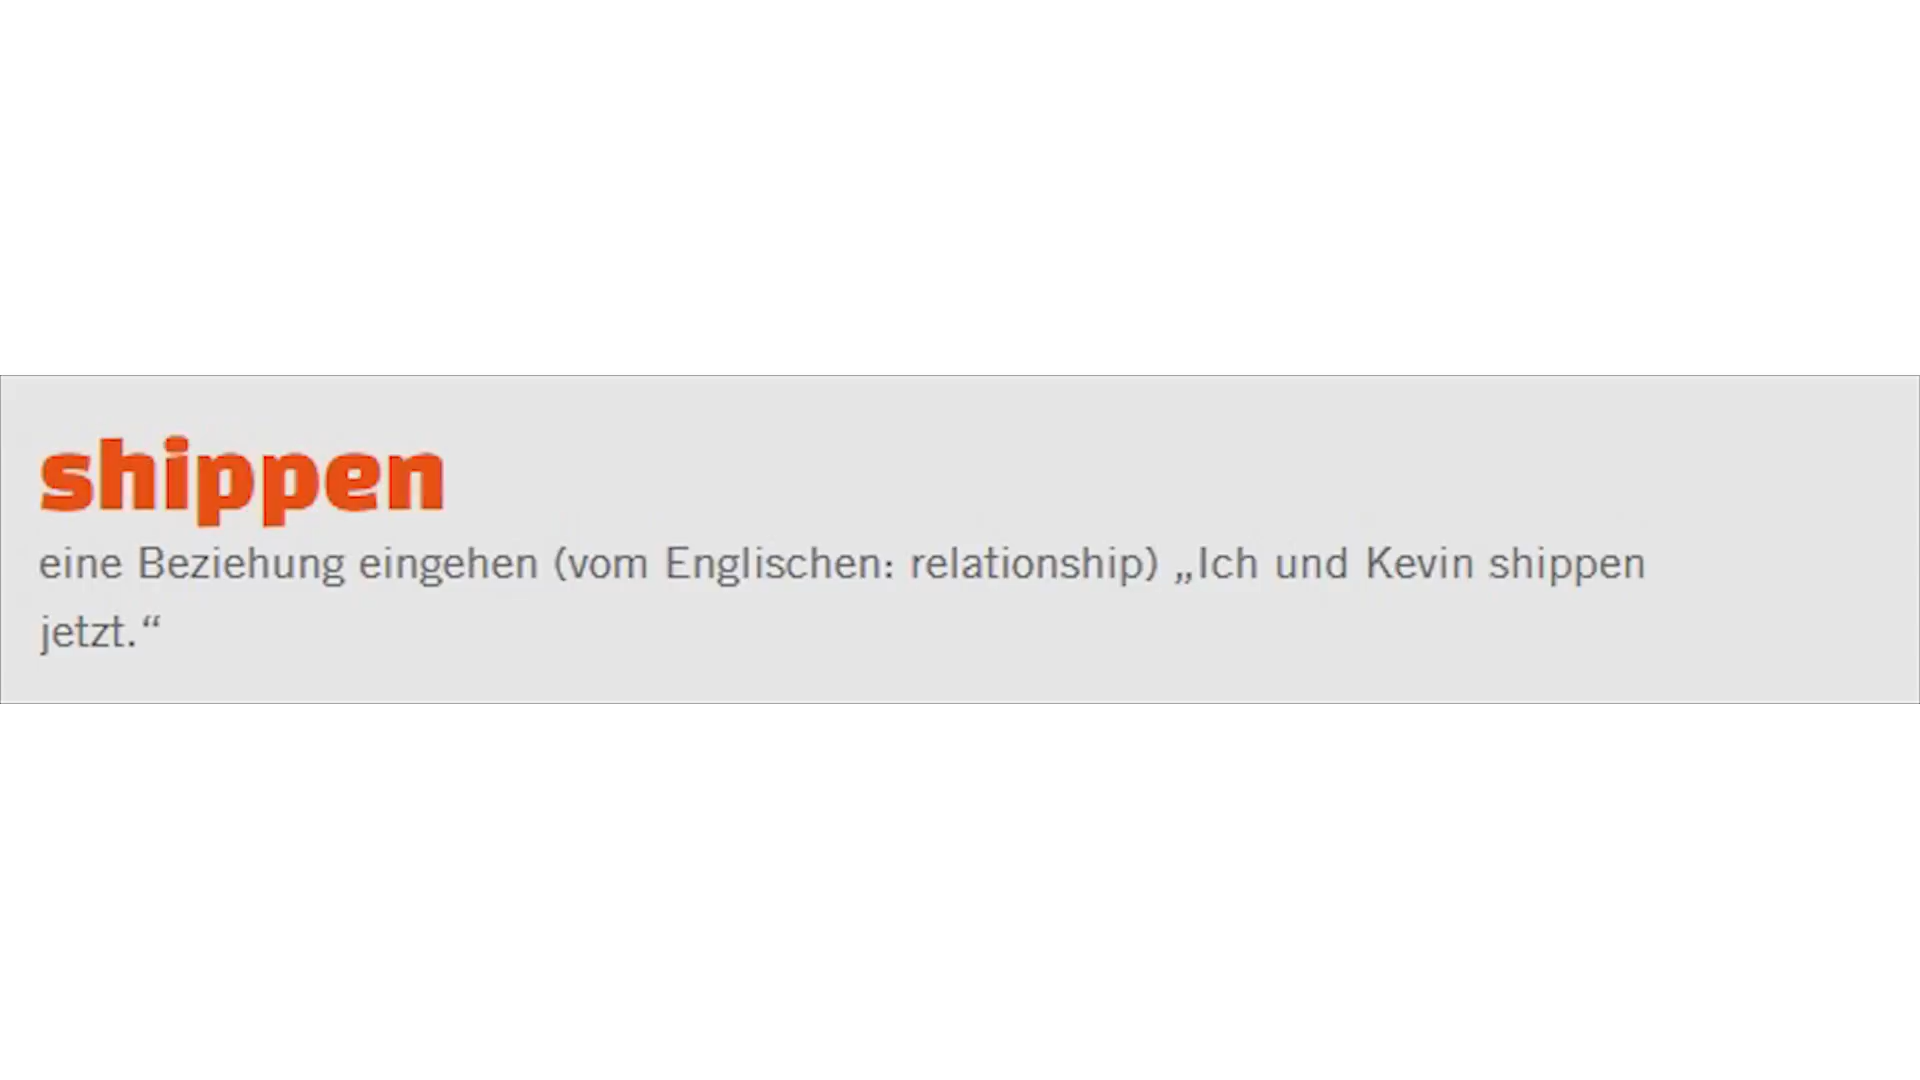 shippen
eine Beziehung eingehen (vom Englischen: relationship) „Ich und Kevin shippen
jetzt.“